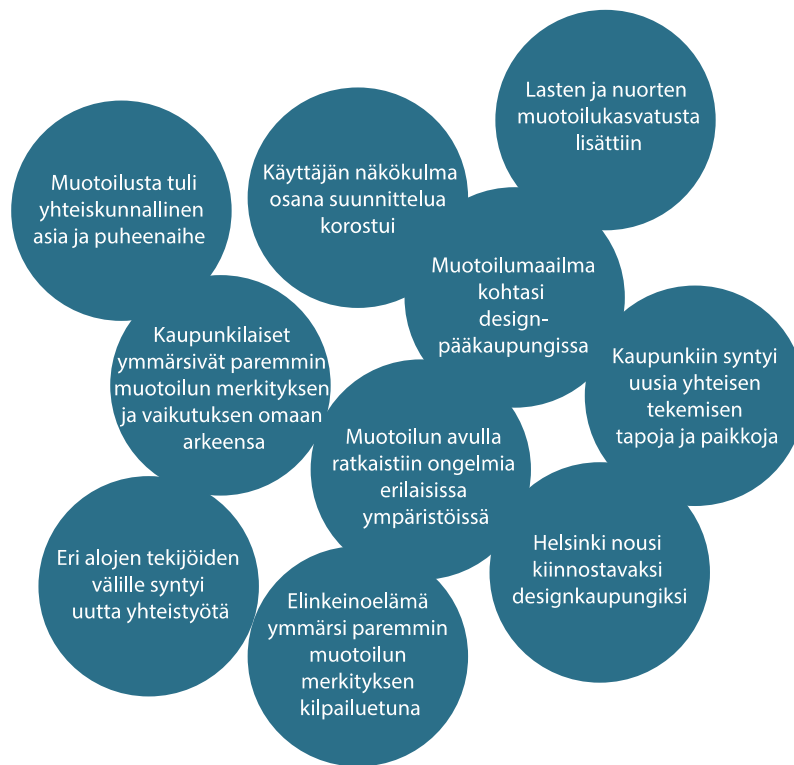 Lasten ja nuorten
muotoilukasvatusta
lisättiin
Käyttäjän näkökulma
osana suunnittelua
korostui
Muotoilusta tuli
yhteiskunnallinen
asia ja puheenaihe
Muotoilumaailma
kohtasi
design-
pääkaupungissa
Kaupunkilaiset
ymmärsivät paremmin
muotoilun merkityksen
ja vaikutuksen omaan
arkeensa
Kaupunkiin syntyi
uusia yhteisen
tekemisen
tapoja ja paikkoja
Muotoilun avulla
ratkaistiin ongelmia
erilaisissa
ympäristöissä
Eri alojen tekijöiden
välille syntyi
uutta yhteistyötä
Helsinki nousi
kiinnostavaksi
designkaupungiksi
Elinkeinoelämä
ymmärsi paremmin
muotoilun
merkityksen
kilpailuetuna